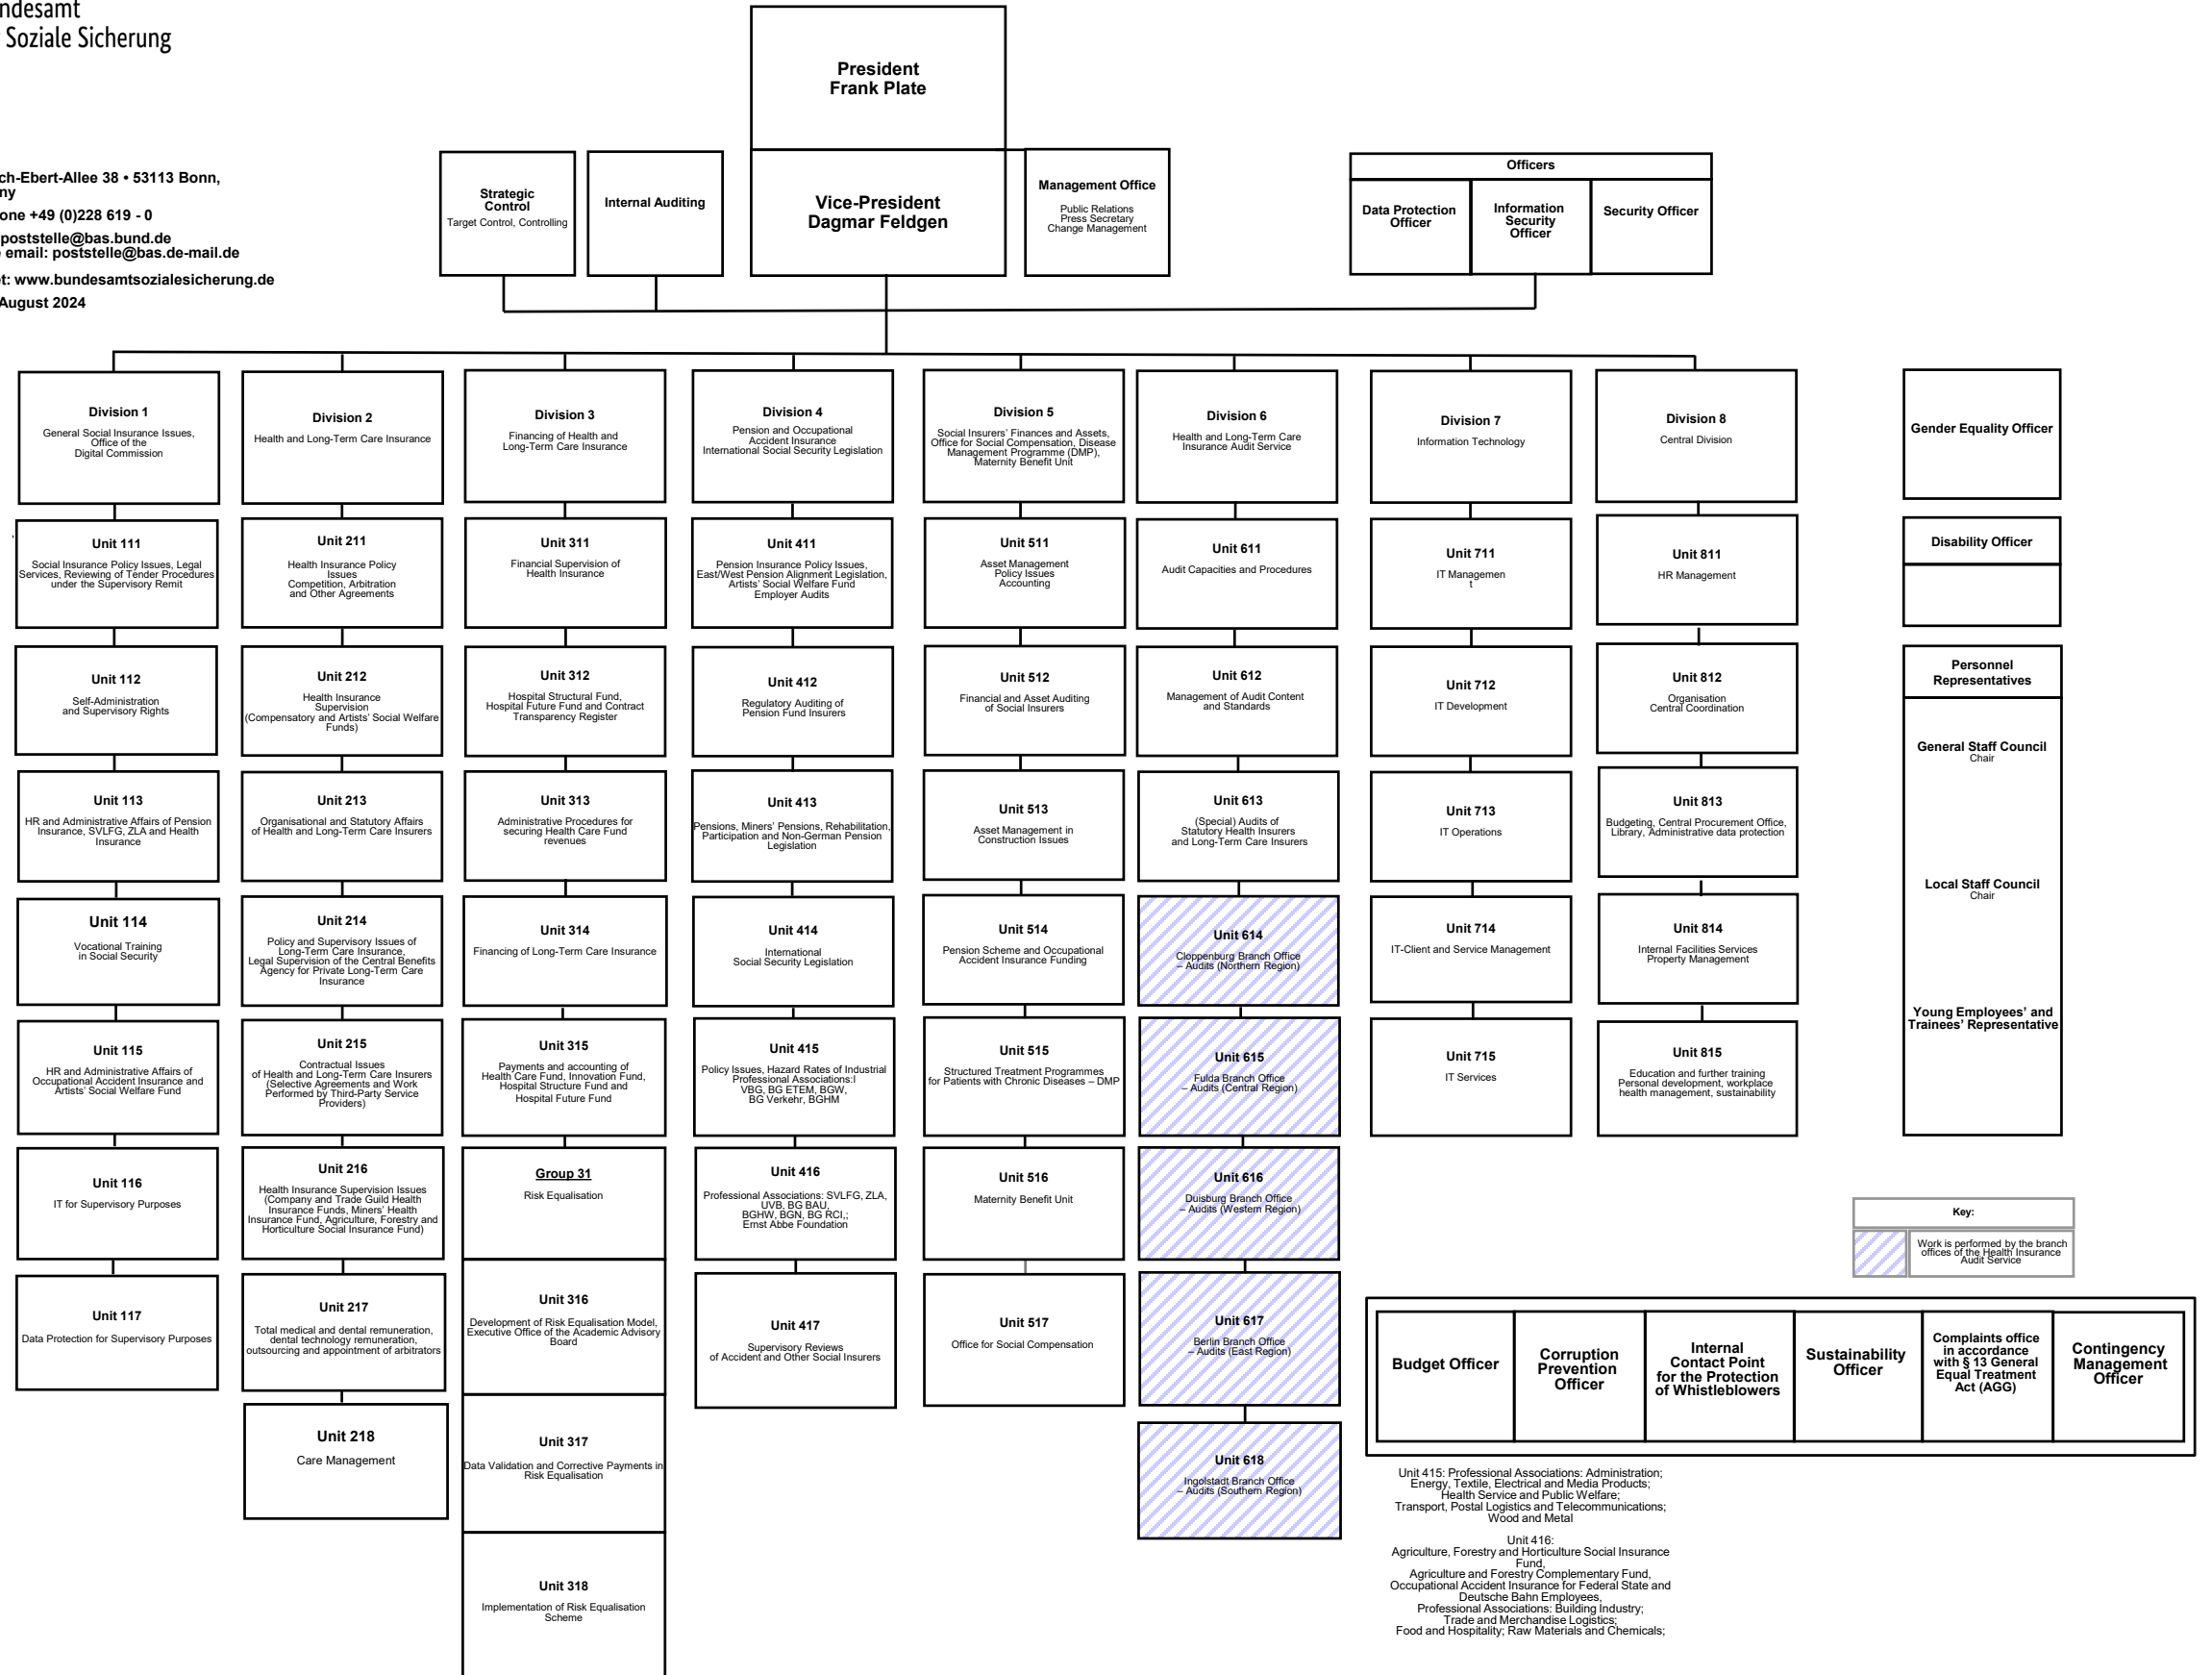 ndesamt
Soziale Sicherung
ch-Ebert-Allee 38 • 53113 Bonn,
ny
one +49 (0)228 619 - 0
poststelle@bas.bund.de
email: poststelle@bas.de-mail.de
et: www.bundesamtsozialesicherung.de
August 2024
President
Frank Plate
Vice-President
Dagmar Feldgen
Strategic
Control
Target Control, Controlling
Internal Auditing
Management Office
Public Relations
Press Secretary
Change Management
Officers
Data Protection
Officer
Information
Security
Officer
Security Officer
Division 1
General Social Insurance Issues,
Office of the
Digital Commission
Unit 111
Social Insurance Policy Issues, Legal
Services, Reviewing of Tender Procedures
under the Supervisory Remit
Unit 112
Self-Administration
and Supervisory Rights
Unit 113
HR and Administrative Affairs of Pension
Insurance, SVLFG, ZLA and Health
Insurance
Unit 114
Vocational Training
in Social Security
Unit 115
HR and Administrative Affairs of
Occupational Accident Insurance and
Artists' Social Welfare Fund
Unit 116
IT for Supervisory Purposes
Unit 117
Data Protection for Supervisory Purposes
Division 2
Health and Long-Term Care Insurance
Unit 211
Health Insurance Policy
Issues
Competition, Arbitration
and Other Agreements
Unit 212
Health Insurance
Supervision
(Compensatory and Artists' Social Welfare
Funds)
Unit 213
Organisational and Statutory Affairs
of Health and Long-Term Care Insurers
Unit 214
Policy and Supervisory Issues of
Long-Term Care Insurance,
Legal Supervision of the Central Benefits
Agency for Private Long-Term Care
Insurance
Unit 215
Contractual Issues
of Health and Long-Term Care Insurers
(Selective Agreements and Work
Performed by Third-Party Service
Providers)
Unit 216
Health Insurance Supervision Issues
(Company and Trade Guild Health
Insurance Funds, Miners' Health
Insurance Fund, Agriculture, Forestry and
Horticulture Social Insurance Fund)
Unit 217
Total medical and dental remuneration,
dental technology remuneration,
outsourcing and appointment of arbitrators
Unit 218
Care Management
Division 3
Financing of Health and
Long-Term Care Insurance
Unit 311
Financial Supervision of
Health Insurance
Unit 312
Hospital Structural Fund,
Hospital Future Fund and Contract
Transparency Register
Unit 313
Administrative Procedures for
securing Health Care Fund
revenues
Unit 314
Financing of Long-Term Care Insurance
Unit 315
Payments and accounting of
Health Care Fund, Innovation Fund,
Hospital Structure Fund and
Hospital Future Fund
Group 31
Risk Equalisation
Unit 316
Development of Risk Equalisation Model,
Executive Office of the Academic Advisory
Board
Unit 317
Data Validation and Corrective Payments in
Risk Equalisation
Unit 318
Implementation of Risk Equalisation
Scheme
Division 4
Pension and Occupational
Accident Insurance
International Social Security Legislation
Unit 411
Pension Insurance Policy Issues,
East/West Pension Alignment Legislation,
Artists' Social Welfare Fund
Employer Audits
Unit 412
Regulatory Auditing of
Pension Fund Insurers
Unit 413
Pensions, Miners' Pensions, Rehabilitation,
Participation and Non-German Pension
Legislation
Unit 414
International
Social Security Legislation
Unit 415
Policy Issues, Hazard Rates of Industrial
Professional Associations:l
VBG, BG ETEM, BGW,
BG Verkehr, BGHM
Unit 416
Professional Associations: SVLFG, ZLA,
UVB, BG BAU,
BGHW, BGN, BG RCI,;
Ernst Abbe Foundation
Unit 417
Supervisory Reviews
of Accident and Other Social Insurers
Division 5
Social Insurers' Finances and Assets,
Office for Social Compensation, Disease
Management Programme (DMP),
Maternity Benefit Unit
Unit 511
Asset Management
Policy Issues
Accounting
Unit 512
Financial and Asset Auditing
of Social Insurers
Unit 513
Asset Management in
Construction Issues
Unit 514
Pension Scheme and Occupational
Accident Insurance Funding
Unit 515
Structured Treatment Programmes
for Patients with Chronic Diseases – DMP
Unit 516
Maternity Benefit Unit
Unit 517
Office for Social Compensation
Division 6
Health and Long-Term Care
Insurance Audit Service
Unit 611
Audit Capacities and Procedures
Unit 612
Management of Audit Content
and Standards
Unit 613
(Special) Audits of
Statutory Health Insurers
and Long-Term Care Insurers
Unit 614
Cloppenburg Branch Office
– Audits (Northern Region)
Unit 615
Fulda Branch Office
– Audits (Central Region)
Unit 616
Duisburg Branch Office
– Audits (Western Region)
Unit 617
Berlin Branch Office
– Audits (East Region)
Unit 618
Ingolstadt Branch Office
– Audits (Southern Region)
Division 7
Information Technology
Unit 711
IT Managemen
t
Unit 712
IT Development
Unit 713
IT Operations
Unit 714
IT-Client and Service Management
Unit 715
IT Services
Division 8
Central Division
Unit 811
HR Management
Unit 812
Organisation
Central Coordination
Unit 813
Budgeting, Central Procurement Office,
Library, Administrative data protection
Unit 814
Internal Facilities Services
Property Management
Unit 815
Education and further training
Personal development, workplace
health management, sustainability
Gender Equality Officer
Disability Officer
Personnel
Representatives
General Staff Council
Chair
Local Staff Council
Chair
Young Employees' and
Trainees' Representative
Key:
Work is performed by the branch
offices of the Health Insurance
Audit Service
Budget Officer
Corruption
Prevention
Officer
Internal
Contact Point
for the Protection
of Whistleblowers
Sustainability
Officer
Complaints office
in accordance
with § 13 General
Equal Treatment
Act (AGG)
Contingency
Management
Officer
Unit 415: Professional Associations: Administration;
Energy, Textile, Electrical and Media Products;
Health Service and Public Welfare;
Transport, Postal Logistics and Telecommunications;
Wood and Metal
Unit 416:
Agriculture, Forestry and Horticulture Social Insurance
Fund,
Agriculture and Forestry Complementary Fund,
Occupational Accident Insurance for Federal State and
Deutsche Bahn Employees,
Professional Associations: Building Industry;
Trade and Merchandise Logistics;
Food and Hospitality; Raw Materials and Chemicals;